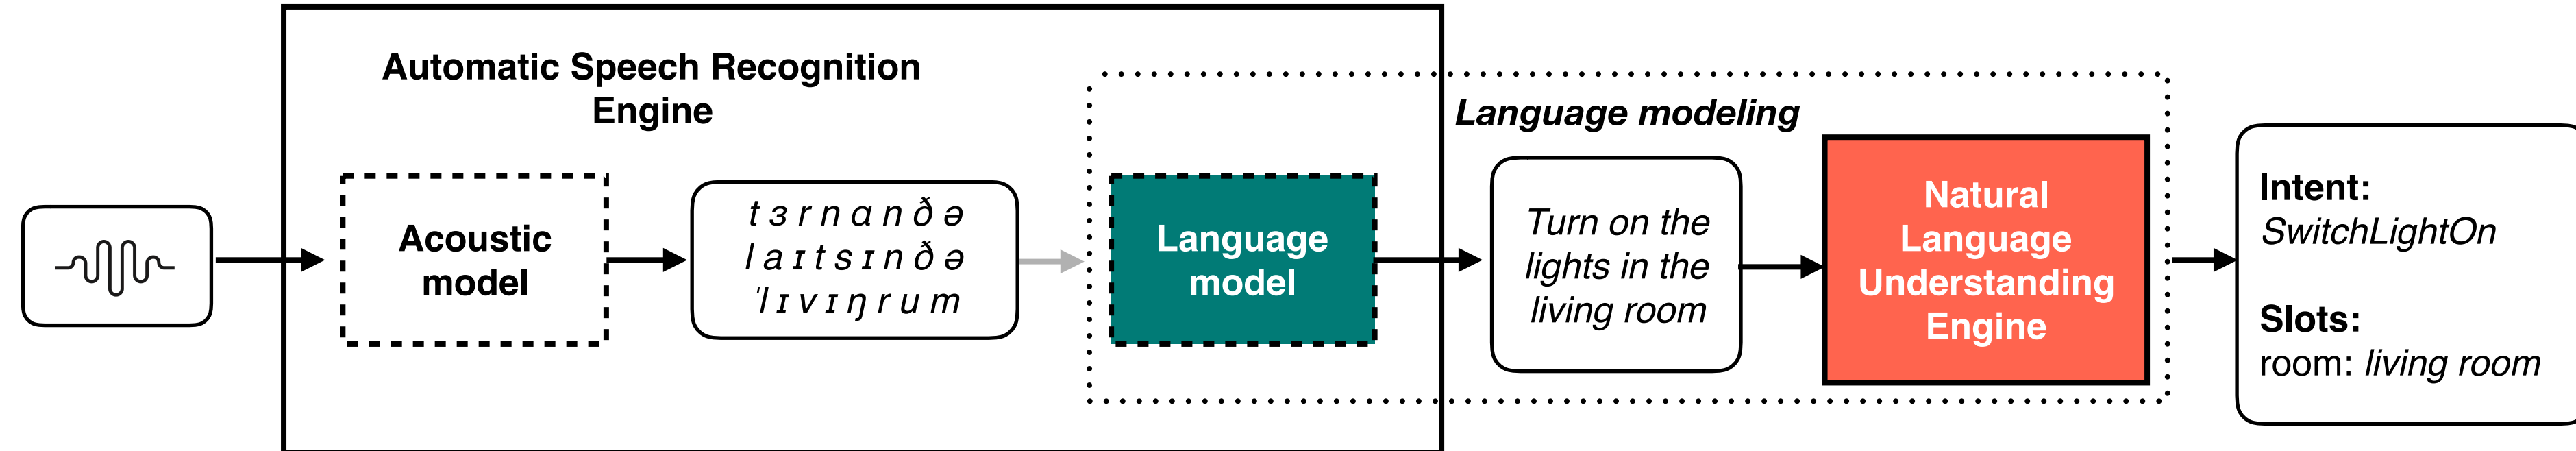 Automatic Speech Recognition
Engine
Acoustic
model
t ɜ r n ɑ n ð ə
l a ɪ t s ɪ n ð ə
ˈl ɪ v ɪ ŋ r u m
Language
model
Language modeling
Turn on the
lights in the
living room
Natural
Language
Understanding
Engine
Intent:
SwitchLightOn
Slots:
room: living room